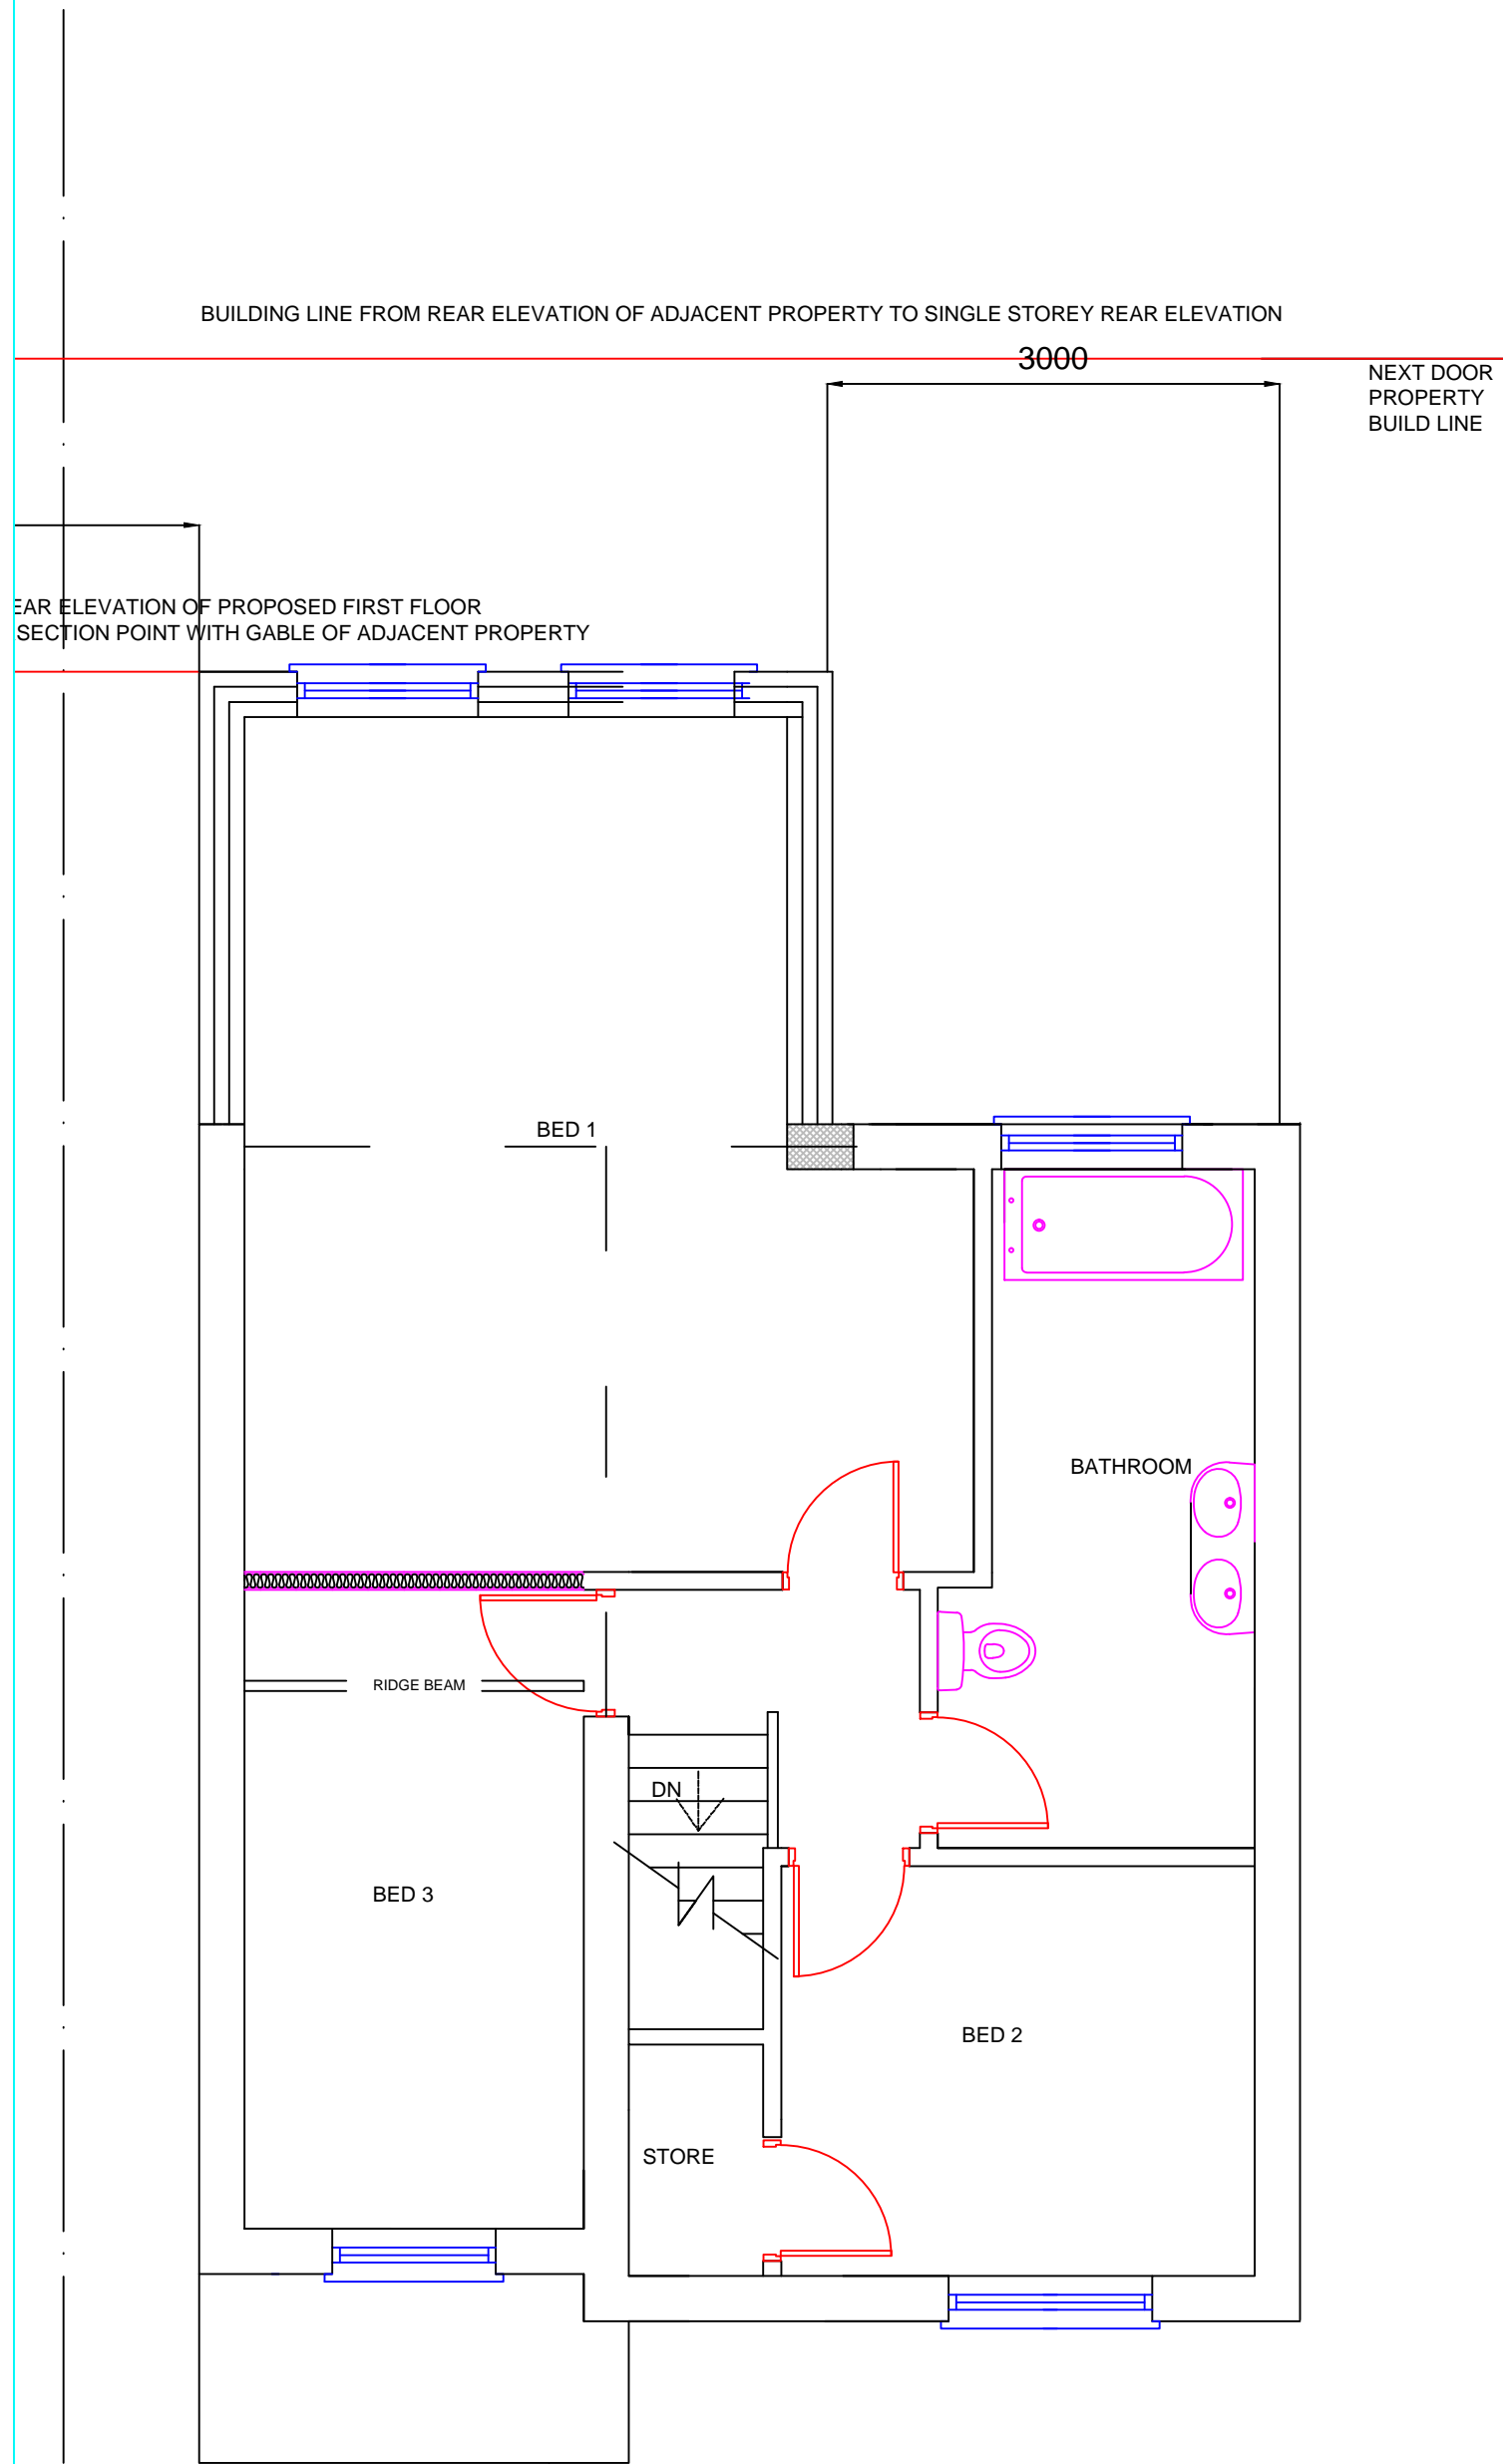 BUILDING LINE FROM REAR ELEVATION OF ADJACENT PROPERTY TO SINGLE STOREY REAR ELEVATION
3000
NEXT DOOR
PROPERTY
BUILD LINE
EAR ELEVATION OF PROPOSED FIRST FLOOR
SECTION POINT WITH GABLE OF ADJACENT PROPERTY
BED 1
BATHROOM
RIDGE BEAM
DN
BED 3
BED 2
STORE